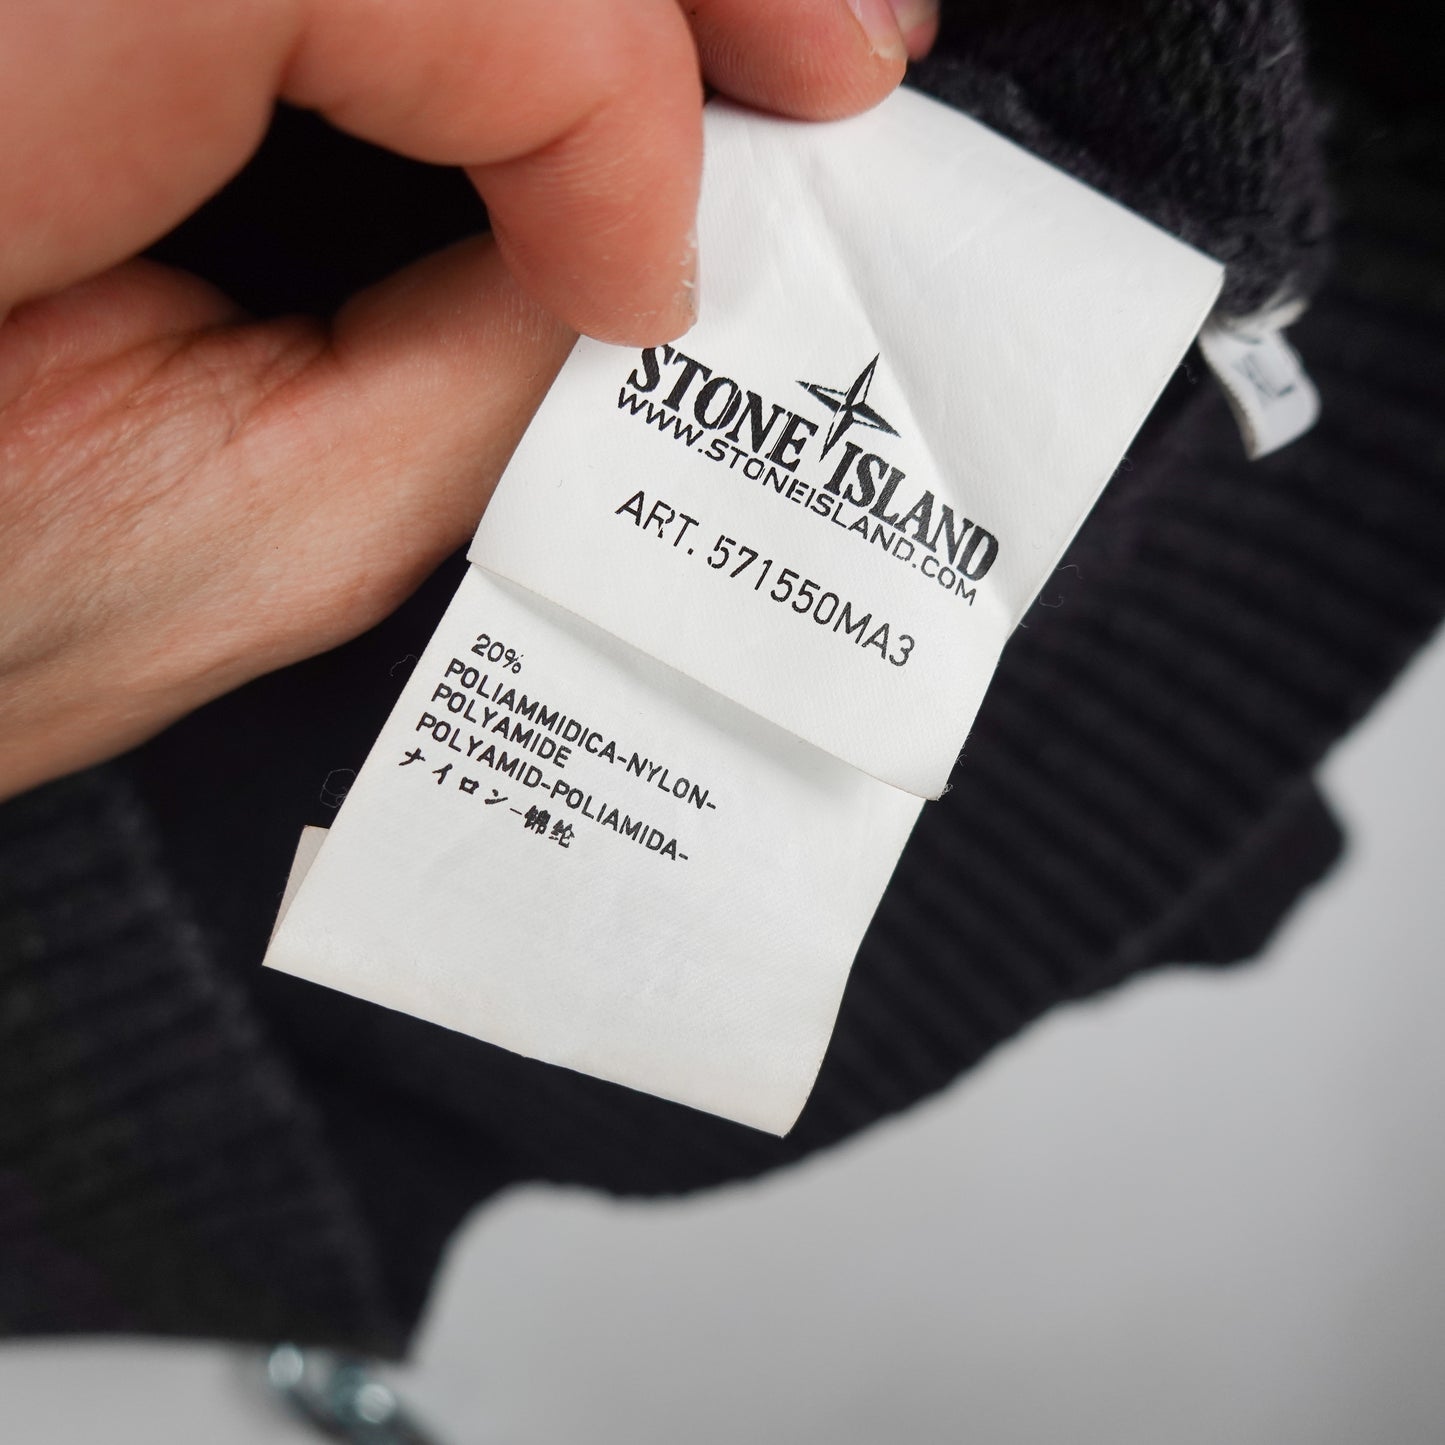 STONE ISLAND
WWW.STONEISLAND.COM
ART. 571550MA3
20%
POLIAMMIDICA-NYLON-
POLYAMIDE
POLYAMID-POLIAMIDA-
ナイロン-锦纶